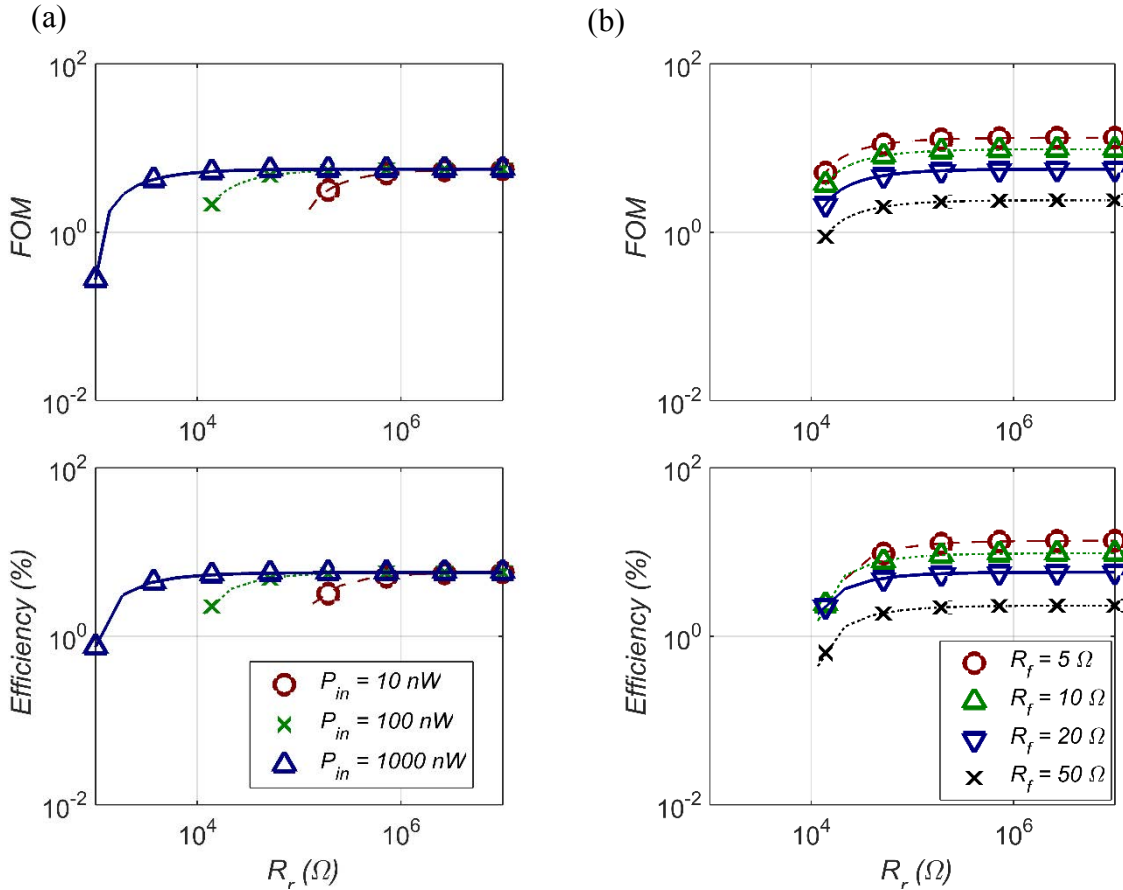 (a)
10^2
10^0
10^-2
FOM
10^4
10^6
10^2
10^0
10^-2
Efficiency (%)
P_in = 10 nW
P_in = 100 nW
P_in = 1000 nW
10^4
10^6
R_r (Ω)
(b)
10^2
10^0
10^-2
FOM
10^4
10^6
10^2
10^0
10^-2
Efficiency (%)
R_f = 5 Ω
R_f = 10 Ω
R_f = 20 Ω
R_f = 50 Ω
10^4
10^6
R_r (Ω)